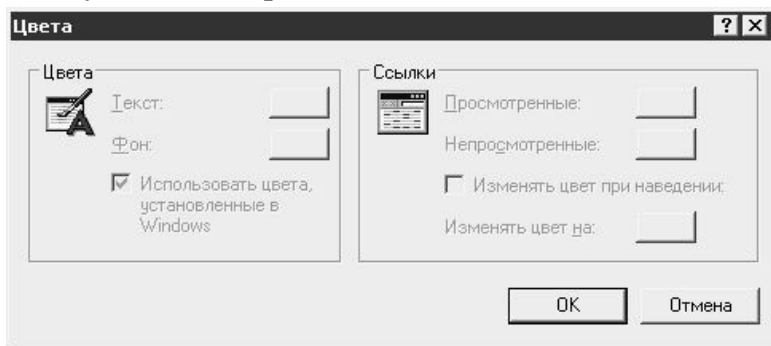 Цвета
Цвета
Текст:
Фон:
Использовать цвета,
установленные в
Windows
Ссылки
Просмотренные:
Непросмотренные:
Изменять цвет при наведении:
Изменять цвет на:
OK
Отмена